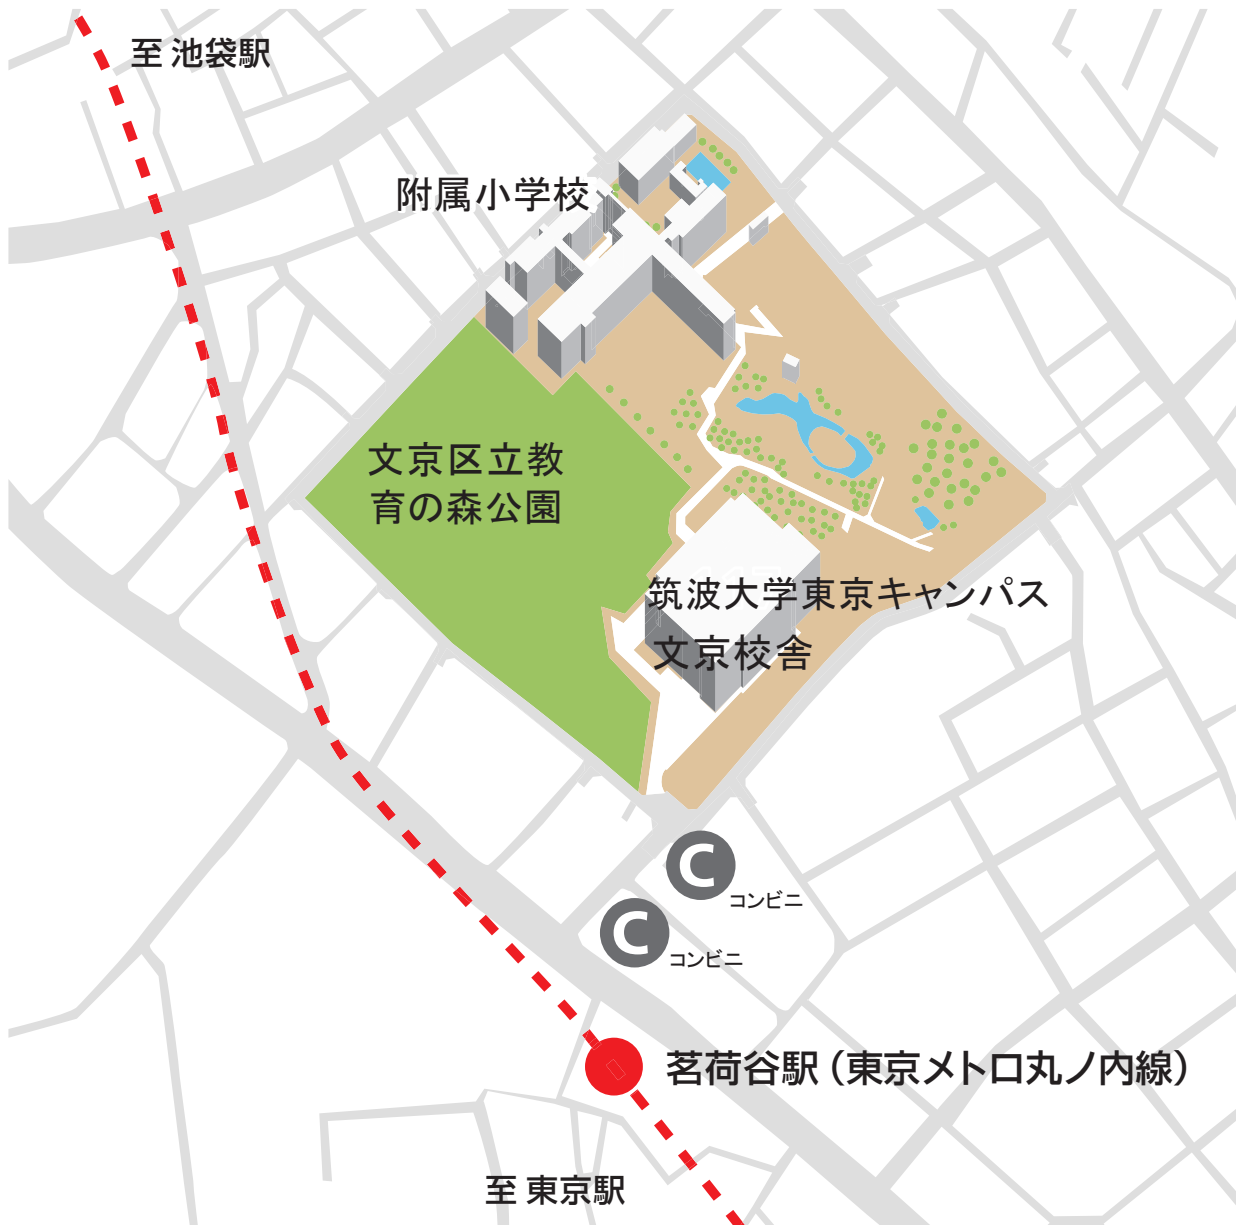 至 池袋駅
附属小学校
文京区立教
育の森公園
筑波大学東京キャンパス
文京校舎
C
コンビニ
C
コンビニ
茗荷谷駅（東京メトロ丸ノ内線）
至 東京駅